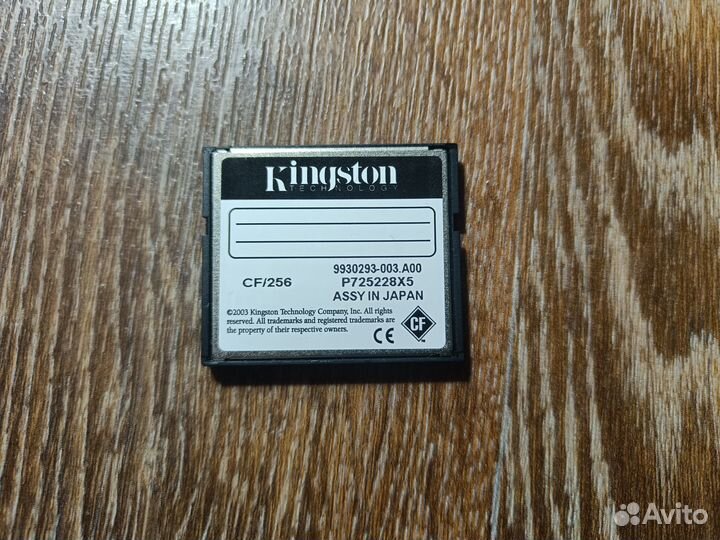 Kingston
TECHNOLOGY
9930293-003.A00
CF/256 P725228X5
ASSY IN JAPAN
©2003 Kingston Technology Company, Inc. All rights
reserved. All trademarks and registered trademarks are
the property of their respective owners.
CE CF
™
Avito